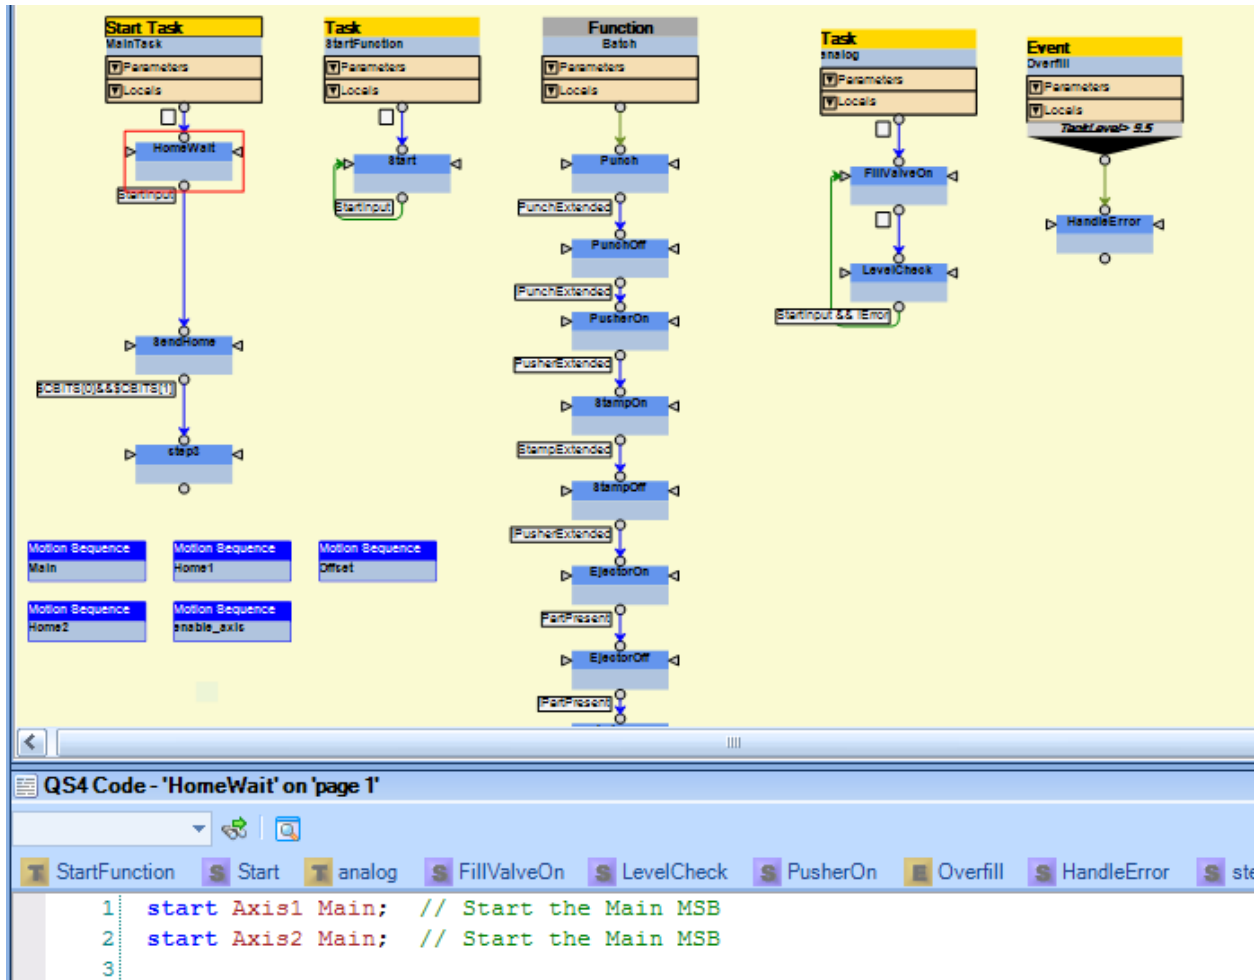 Start Task
MainTask
Parameters
Locals
HomeWait
StartInput
SendHome
$CBITS[0]&&$CBITS[1]
step3
Task
StartFunction
Parameters
Locals
Start
StartInput
Function
Batch
Parameters
Locals
Punch
PunchExtended
PunchOff
!PunchExtended
PusherOn
PusherExtended
StampOn
StampExtended
StampOff
!PusherExtended
EjectorOn
PartPresent
EjectorOff
!PartPresent
Task
analog
Parameters
Locals
FillValveOn
LevelCheck
StartInput && !Error
Event
Overfill
Parameters
Locals
TankLevel> 9.5
HandleError
Motion Sequence
Main
Motion Sequence
Home1
Motion Sequence
Offset
Motion Sequence
Home2
Motion Sequence
enable_axis
QS4 Code - 'HomeWait' on 'page 1'
T StartFunction S Start T analog S FillValveOn S LevelCheck S PusherOn E Overfill S HandleError S ste
1 start Axis1 Main; // Start the Main MSB
2 start Axis2 Main; // Start the Main MSB
3